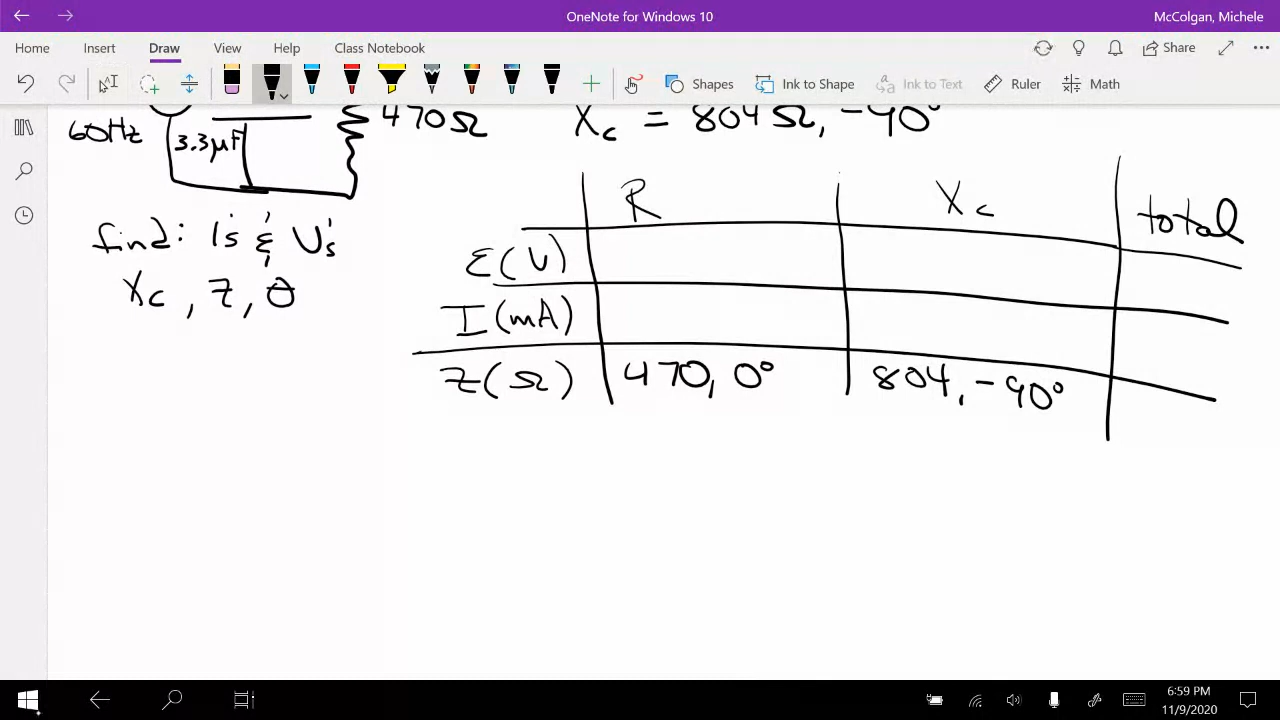 OneNote for Windows 10
McColgan, Michele
Home Insert Draw View Help Class Notebook
Share
Shapes Ink to Shape Ink to Text Ruler Math
60Hz 3.3μF 470Ω
Xc = 804Ω, -90°
find: I's & V's
Xc, Z, θ
R Xc total
ε(V)
I(mA)
Z(Ω) 470, 0° 804, -90°
6:59 PM
11/9/2020